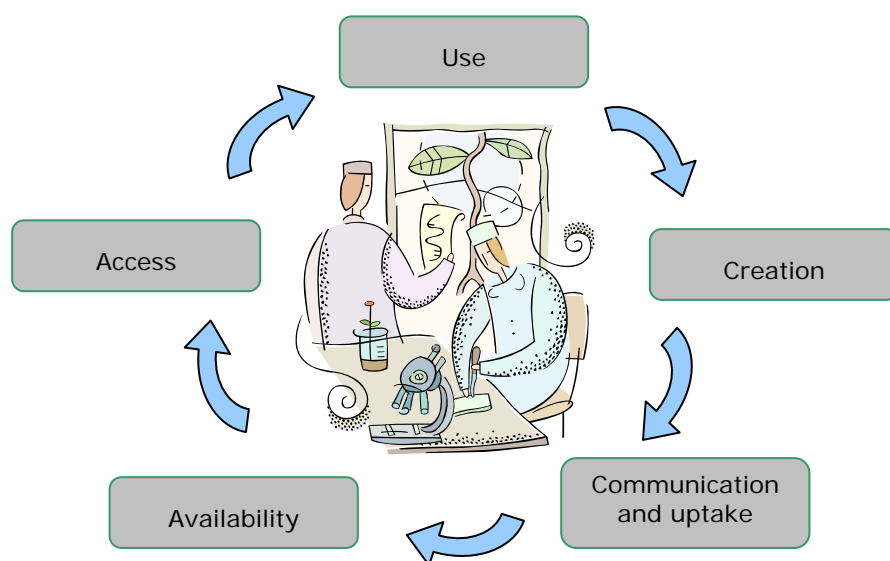 Use
Access
Creation
Communication
and uptake
Availability